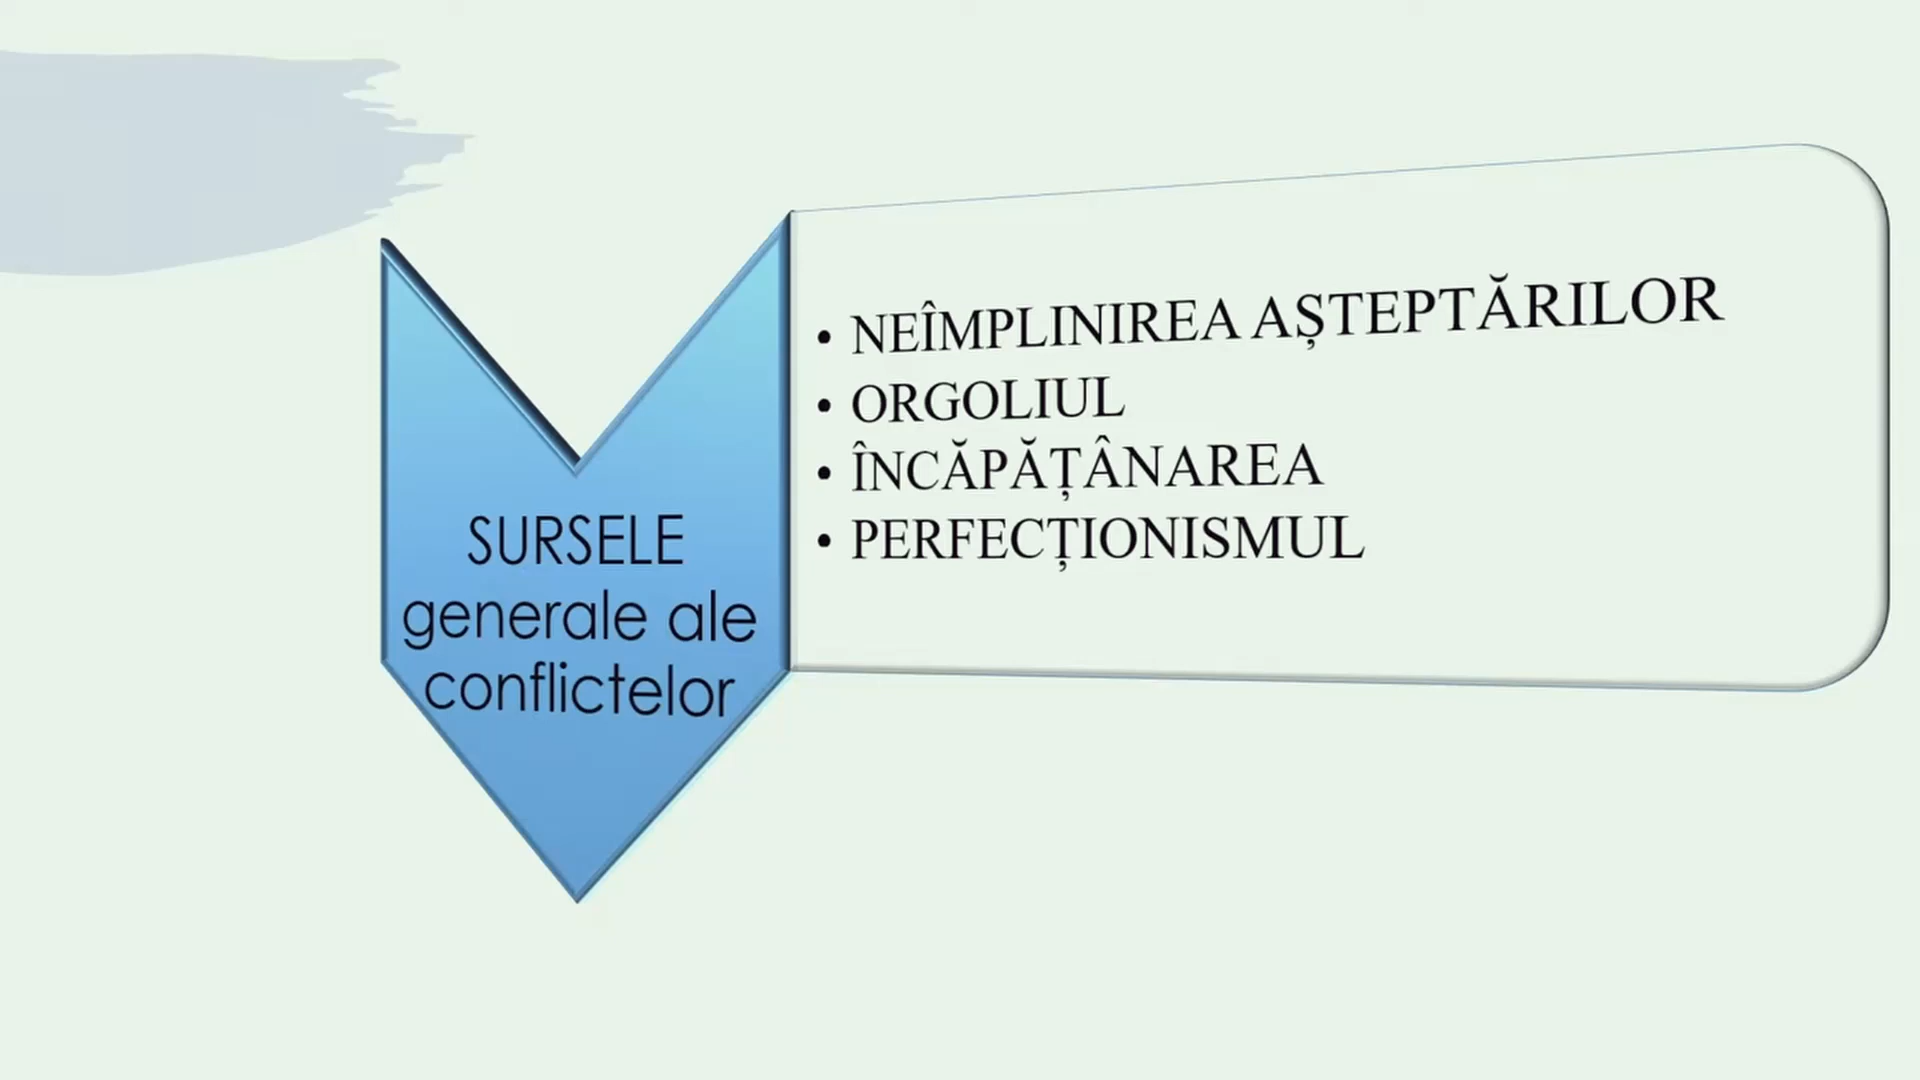 SURSELE
generale ale
conflictelor
• NEÎMPLINIREA AȘTEPTĂRILOR
• ORGOLIUL
• ÎNCĂPĂȚÂNAREA
• PERFECȚIONISMUL